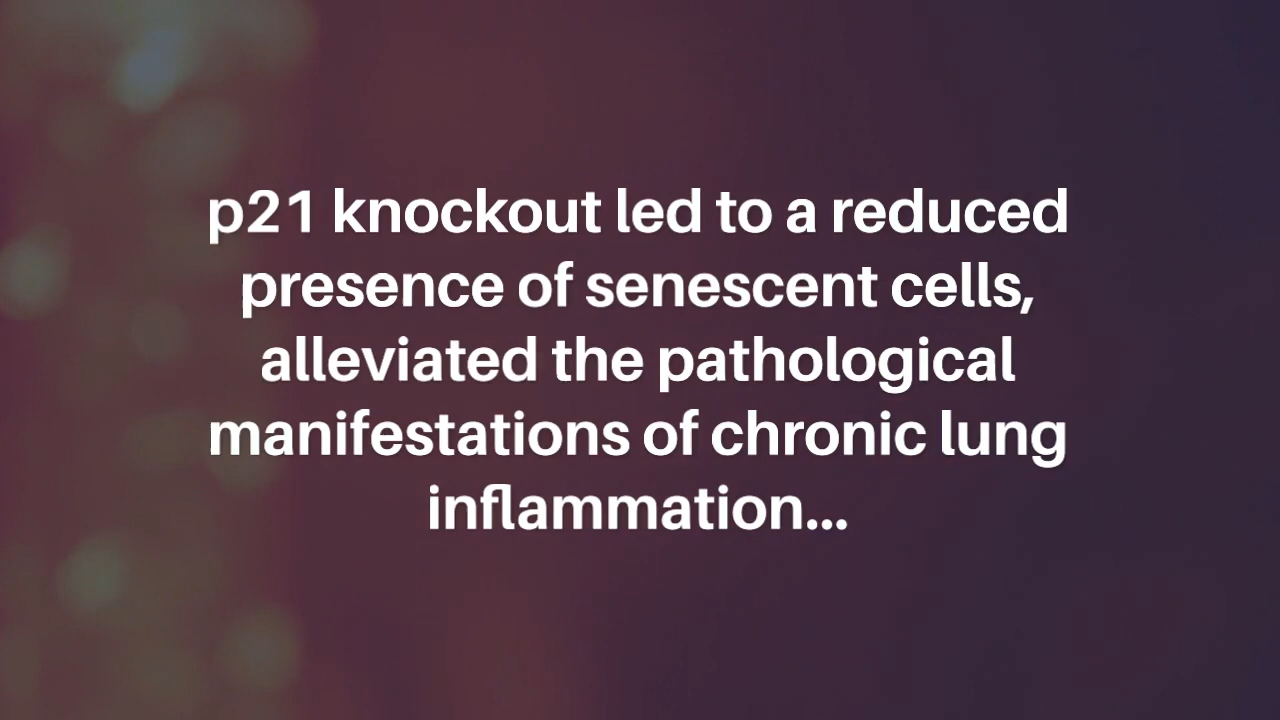 p21 knockout led to a reduced
presence of senescent cells,
alleviated the pathological
manifestations of chronic lung
inflammation...